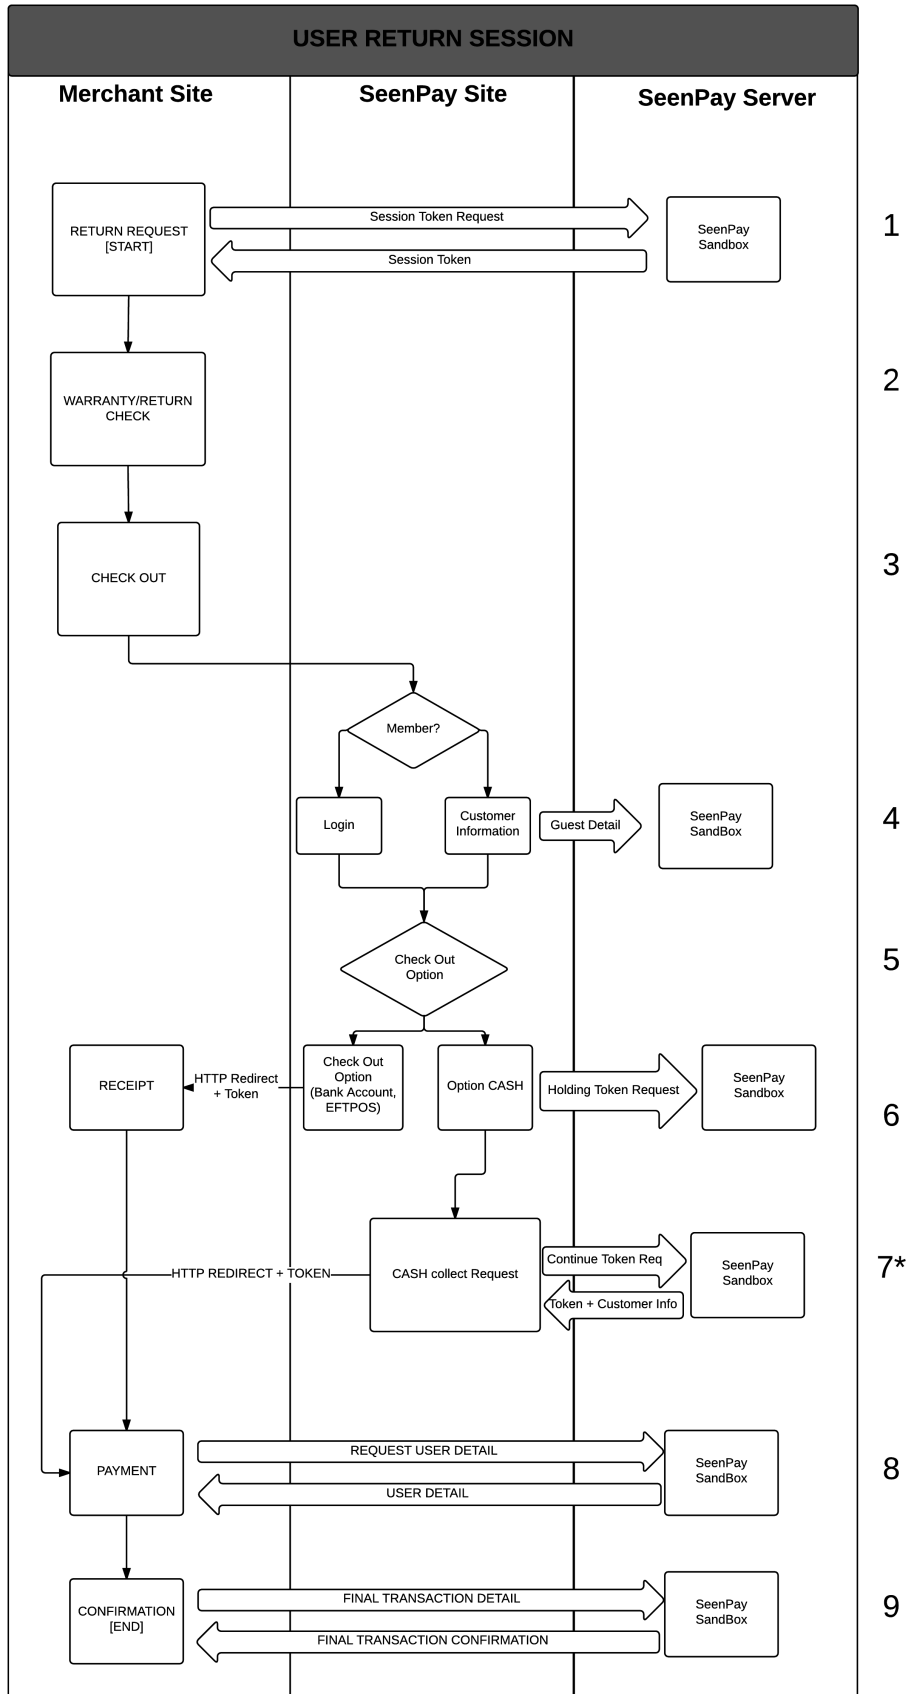 USER RETURN SESSION
Merchant Site
SeenPay Site
SeenPay Server
RETURN REQUEST
[START]
Session Token Request
Session Token
SeenPay
Sandbox
1
WARRANTY/RETURN
CHECK
2
CHECK OUT
3
Member?
Login
Customer
Information
Guest Detail
SeenPay
SandBox
4
Check Out
Option
5
RECEIPT
HTTP Redirect
+ Token
Check Out
Option
(Bank Account,
EFTPOS)
Option CASH
Holding Token Request
SeenPay
Sandbox
6
HTTP REDIRECT + TOKEN
CASH collect Request
Continue Token Req
Token + Customer Info
SeenPay
Sandbox
7*
PAYMENT
REQUEST USER DETAIL
USER DETAIL
SeenPay
SandBox
8
CONFIRMATION
[END]
FINAL TRANSACTION DETAIL
FINAL TRANSACTION CONFIRMATION
SeenPay
SandBox
9